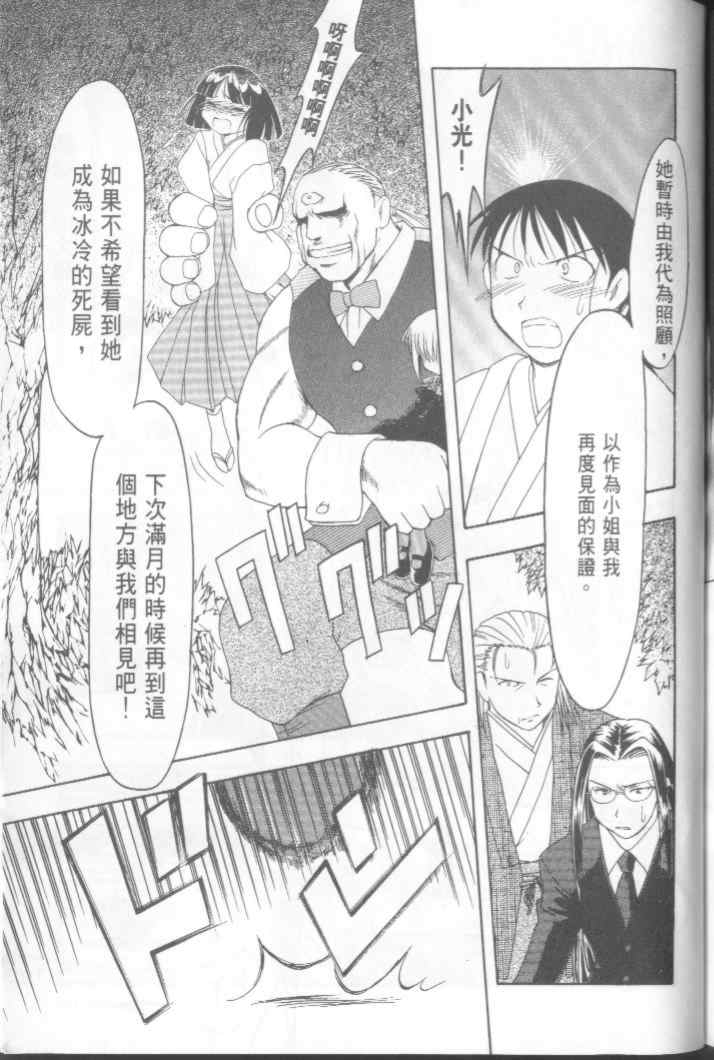 她暫時由我代為照顧，
小光！
以作為小姐與我
再度見面的保證。
呀啊啊啊啊啊
如果不希望看到她
成為冰冷的死屍，
下次滿月的時候再到這
個地方與我們相見吧！
グググ
ドン